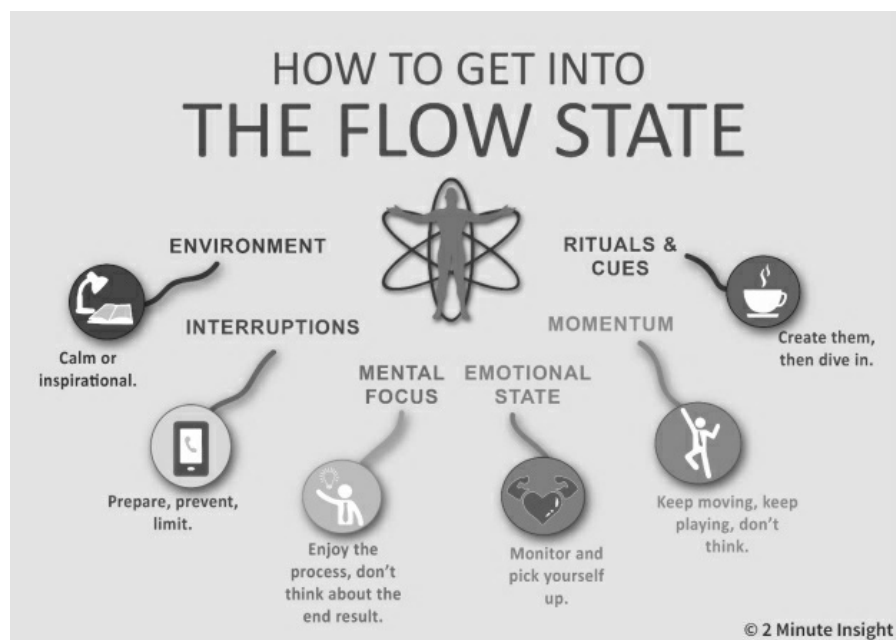 HOW TO GET INTO
THE FLOW STATE
ENVIRONMENT
Calm or
inspirational.
INTERRUPTIONS
Prepare, prevent,
limit.
MENTAL
FOCUS
Enjoy the
process, don't
think about the
end result.
EMOTIONAL
STATE
Monitor and
pick yourself
up.
MOMENTUM
Keep moving, keep
playing, don't
think.
RITUALS &
CUES
Create them,
then dive in.
© 2 Minute Insight